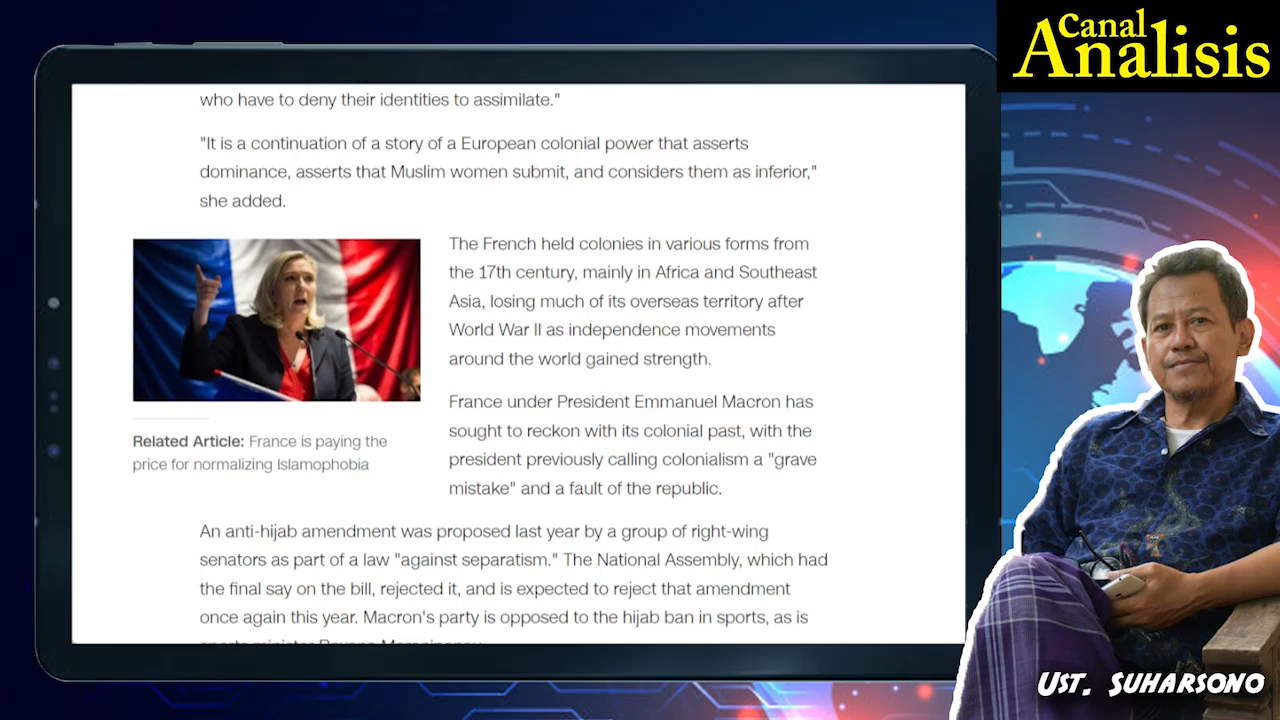 Canal
Analisis
who have to deny their identities to assimilate."
"It is a continuation of a story of a European colonial power that asserts
dominance, asserts that Muslim women submit, and considers them as inferior,"
she added.
The French held colonies in various forms from
the 17th century, mainly in Africa and Southeast
Asia, losing much of its overseas territory after
World War II as independence movements
around the world gained strength.
France under President Emmanuel Macron has
sought to reckon with its colonial past, with the
president previously calling colonialism a "grave
mistake" and a fault of the republic.
Related Article: France is paying the
price for normalizing Islamophobia
An anti-hijab amendment was proposed last year by a group of right-wing
senators as part of a law "against separatism." The National Assembly, which had
the final say on the bill, rejected it, and is expected to reject that amendment
once again this year. Macron's party is opposed to the hijab ban in sports, as is
UST. SUHARSONO